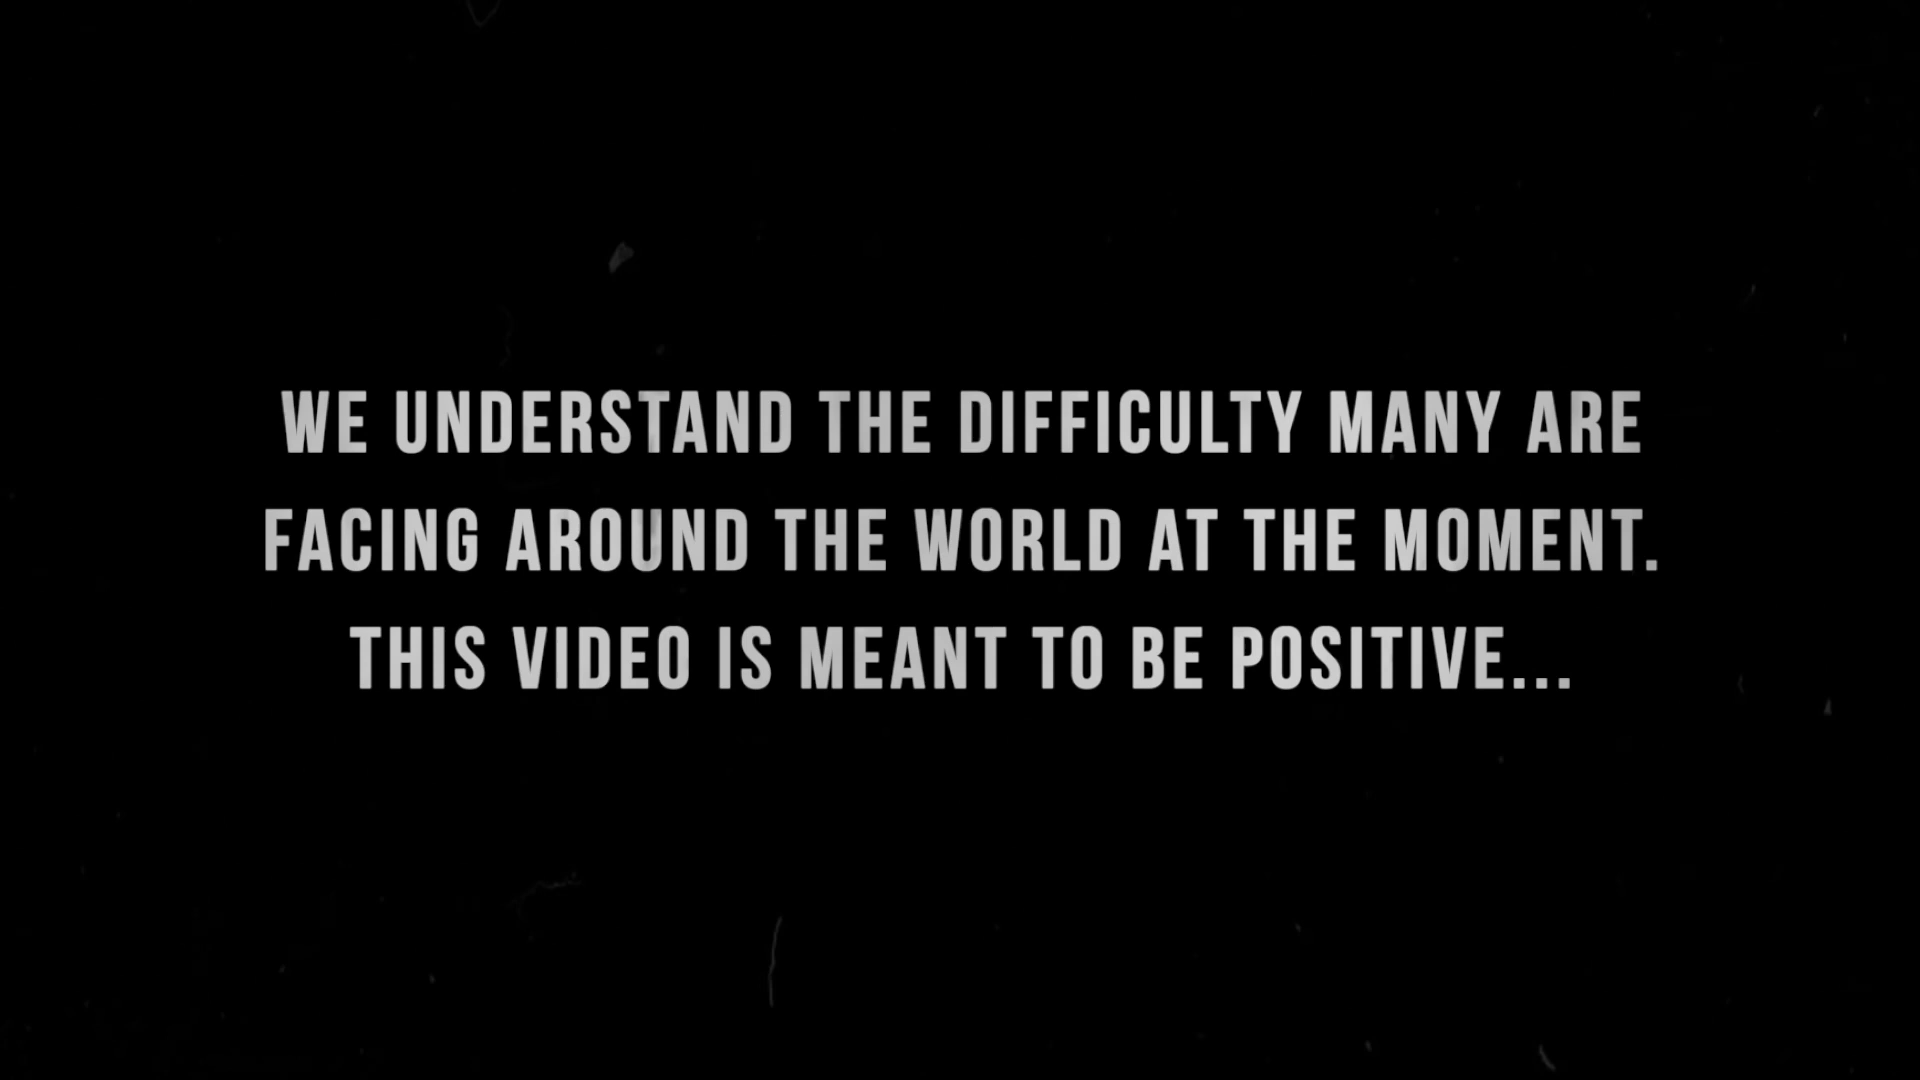 WE UNDERSTAND THE DIFFICULTY MANY ARE
FACING AROUND THE WORLD AT THE MOMENT.
THIS VIDEO IS MEANT TO BE POSITIVE...